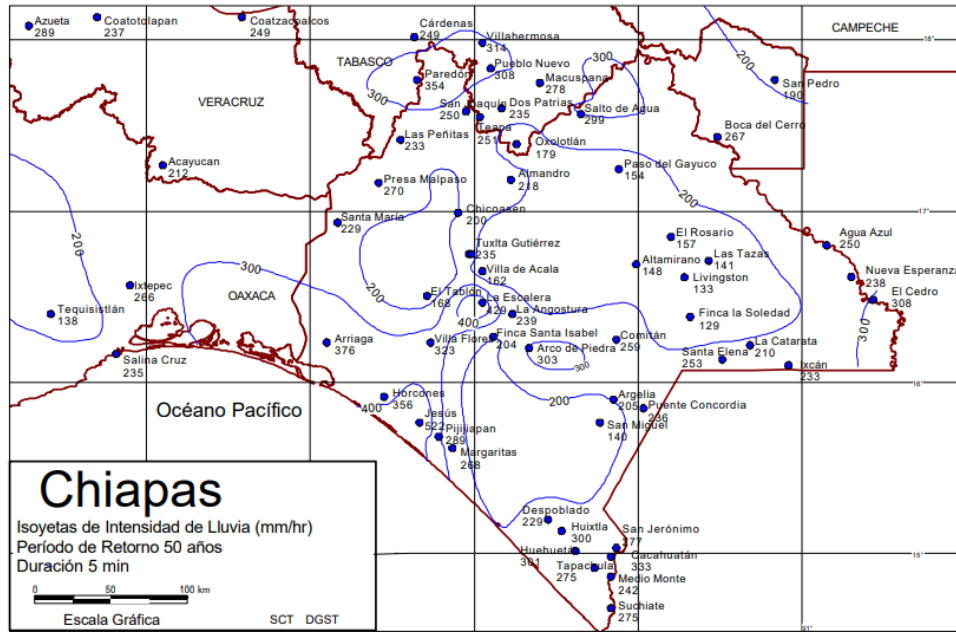 Azueta
289
Coatotolapan
237
Coatzacoalcos
249
Cárdenas
249
Villahermosa
314
CAMPECHE
18°
TABASCO
300
Pueblo Nuevo
308
300
200
Paredón
354
Macuspana
278
San Pedro
190
VERACRUZ
300
San Joaquín
250
Dos Patrias
235
Salto de Agua
299
Teapa
251
Boca del Cerro
267
Las Peñitas
233
Oxolotlán
179
Acayucan
212
Paso del Gayuco
154
Presa Malpaso
270
Almandro
218
200
Chicoasén
200
17°
Santa María
229
200
El Rosario
157
Agua Azul
250
Tuxlta Gutiérrez
235
Altamirano
148
Las Tazas
141
300
Villa de Acala
162
Livingston
133
Nueva Esperanza
238
Ixtepec
266
OAXACA
200
El Tablón
168
La Escalera
429
El Cedro
308
Tequisistlán
138
400
La Angostura
239
Finca la Soledad
129
300
Arriaga
376
Villa Flores
323
Finca Santa Isabel
204
Comitán
259
La Catarata
210
Salina Cruz
235
Arco de Piedra
303
300
Santa Elena
253
Ixcán
233
16°
Océano Pacífico
400
Horcones
356
200
Argelia
205
Puente Concordia
236
Jesús
522
San Miguel
140
Pijijiapan
289
Margaritas
268
Chiapas
Isoyetas de Intensidad de Lluvia (mm/hr)
Período de Retorno 50 años
Duración 5 min
0 50 100 km
Escala Gráfica
SCT DGST
Despoblado
229
Huixtla
300
San Jerónimo
277
Huehuetán
301
Cacahuatán
333
15°
Tapachula
275
Medio Monte
242
Suchiate
275
91°